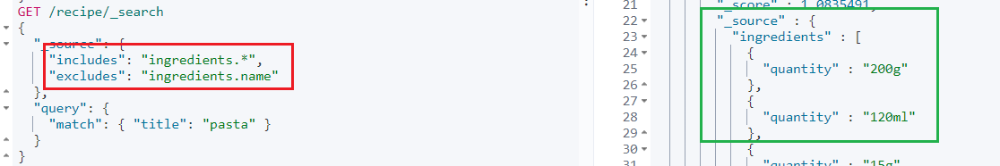 GET /recipe/_search
{
"_source": {
"includes": "ingredients.*",
"excludes": "ingredients.name"
},
"query": {
"match": { "title": "pasta" }
}
}
21 "_score" : 1.0835491,
22 "_source" : {
23 "ingredients" : [
24 {
25 "quantity" : "200g"
26 },
27 {
28 "quantity" : "120ml"
29 },
30 {
31 "quantity" : "15g"